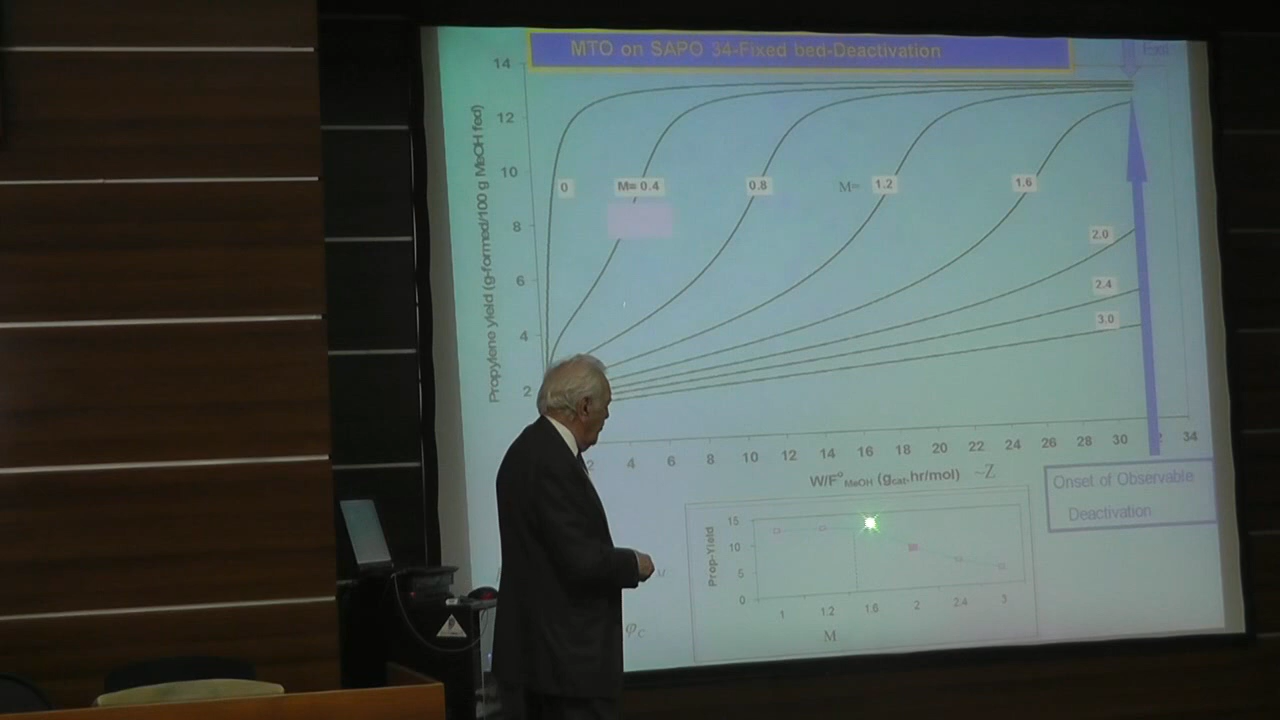 MTO on SAPO 34-Fixed bed-Deactivation
Exit
Propylene yield (g-formed/100 g MeOH fed)
14
12
10
8
6
4
2
0
M= 0.4
0.8
M=
1.2
1.6
2.0
2.4
3.0
2 4 6 8 10 12 14 16 18 20 22 24 26 28 30 34
W/F°MeOH (gcat.hr/mol) ~Z
Onset of Observable
Deactivation
Prop-Yield
15
10
5
0
1 1.2 1.6 2 2.4 3
M
M
φC